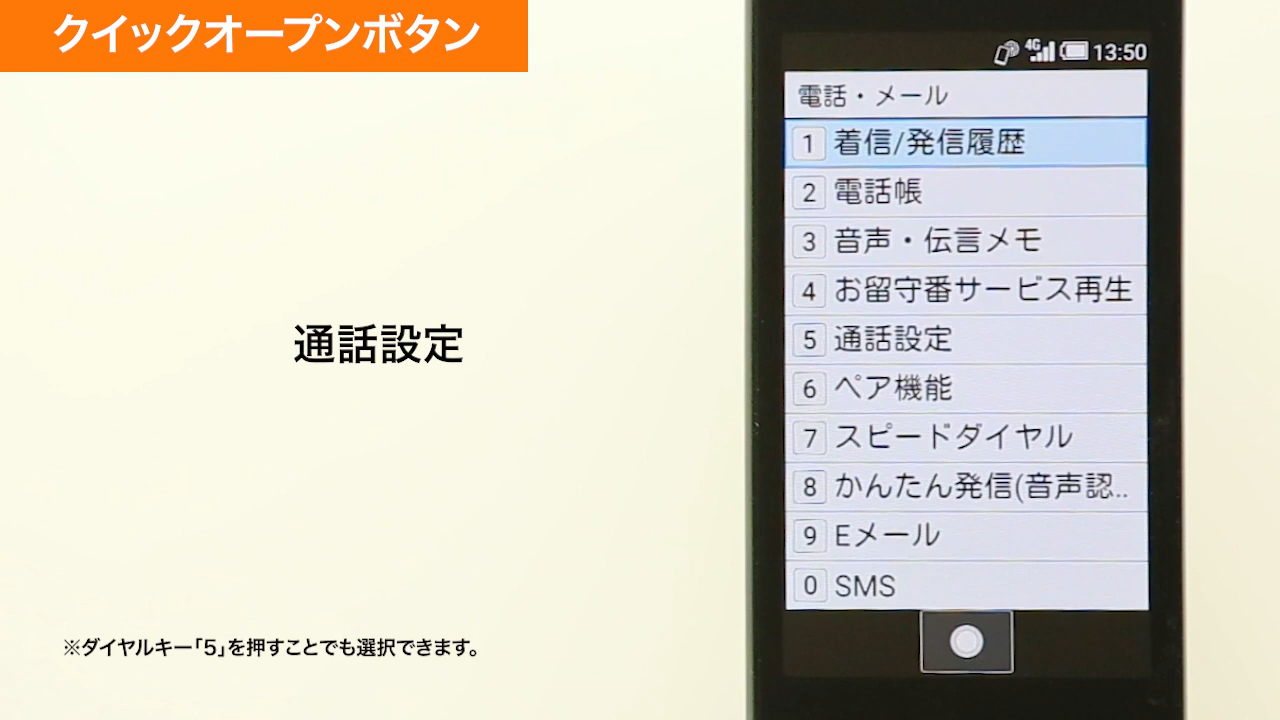 クイックオープンボタン
通話設定
※ダイヤルキー「5」を押すことでも選択できます。
4G 13:50
電話・メール
1 着信/発信履歴
2 電話帳
3 音声・伝言メモ
4 お留守番サービス再生
5 通話設定
6 ペア機能
7 スピードダイヤル
8 かんたん発信(音声認..
9 Eメール
0 SMS